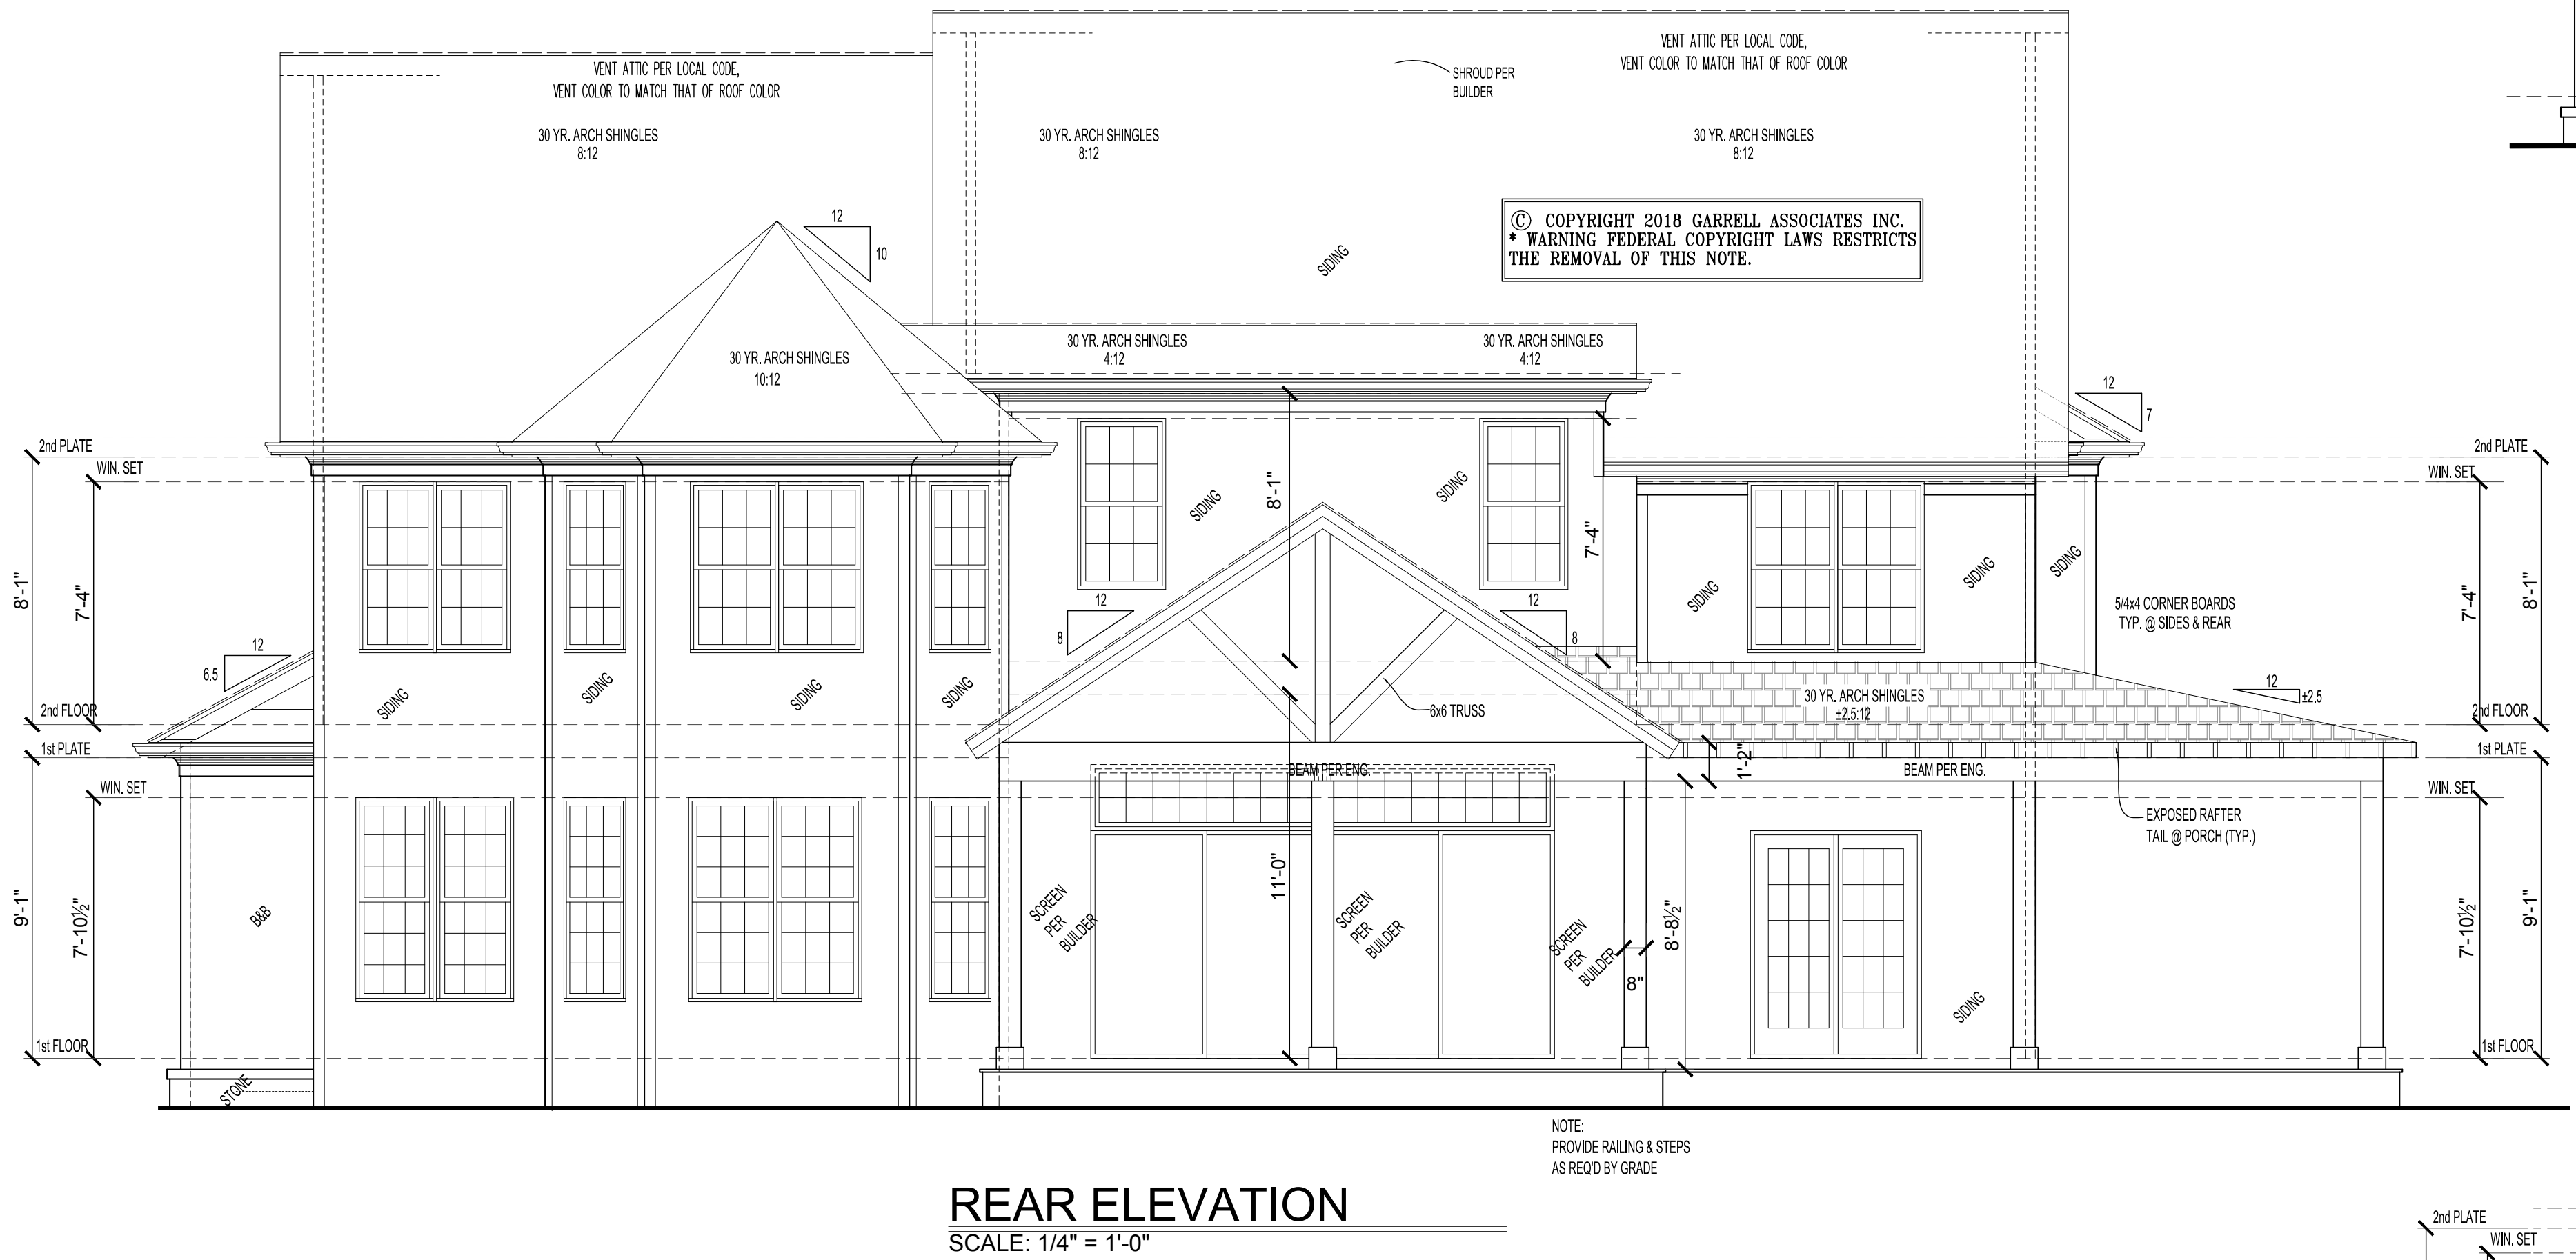 VENT ATTIC PER LOCAL CODE,
VENT COLOR TO MATCH THAT OF ROOF COLOR
SHROUD PER
BUILDER
VENT ATTIC PER LOCAL CODE,
VENT COLOR TO MATCH THAT OF ROOF COLOR
30 YR. ARCH SHINGLES
8:12
30 YR. ARCH SHINGLES
8:12
30 YR. ARCH SHINGLES
8:12
© COPYRIGHT 2018 GARRELL ASSOCIATES INC.
* WARNING FEDERAL COPYRIGHT LAWS RESTRICTS
THE REMOVAL OF THIS NOTE.
12
10
SIDING
30 YR. ARCH SHINGLES
10:12
30 YR. ARCH SHINGLES
4:12
30 YR. ARCH SHINGLES
4:12
12
7
2nd PLATE
WIN. SET
2nd PLATE
WIN. SET
8'-1"
7'-4"
SIDING
8'-1"
SIDING
7'-4"
SIDING
SIDING
SIDING
7'-4"
8'-1"
5/4x4 CORNER BOARDS
TYP. @ SIDES & REAR
12
8
12
8
12
6.5
SIDING
SIDING
SIDING
SIDING
6x6 TRUSS
30 YR. ARCH SHINGLES
±2.5:12
12
±2.5
2nd FLOOR
1st PLATE
WIN. SET
2nd FLOOR
1st PLATE
WIN. SET
BEAM PER ENG.
1'-2"
BEAM PER ENG.
EXPOSED RAFTER
TAIL @ PORCH (TYP.)
9'-1"
7'-10½"
B&B
SCREEN
PER
BUILDER
11'-0"
SCREEN
PER
BUILDER
SCREEN
PER
BUILDER
8"
8'-8½"
SIDING
7'-10½"
9'-1"
1st FLOOR
1st FLOOR
STONE
NOTE:
PROVIDE RAILING & STEPS
AS REQ'D BY GRADE
REAR ELEVATION
SCALE: 1/4" = 1'-0"
2nd PLATE
WIN. SET